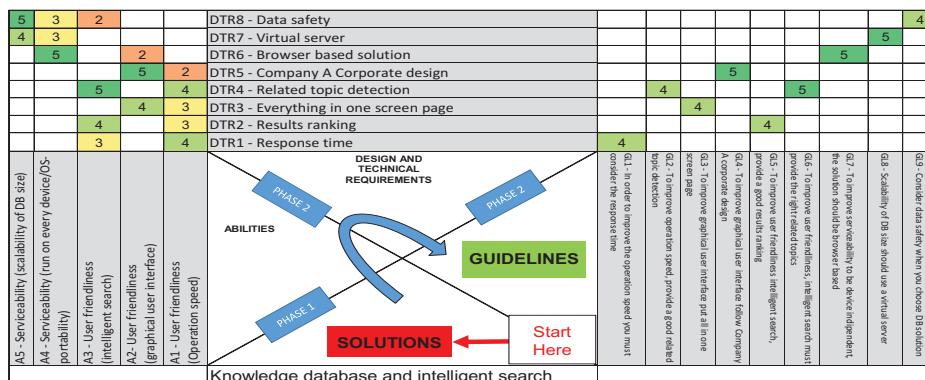 5 3 2 DTR8 - Data safety 4
4 3 DTR7 - Virtual server 5
5 2 DTR6 - Browser based solution 5
5 2 DTR5 - Company A Corporate design 5
5 4 DTR4 - Related topic detection 4 5
4 3 DTR3 - Everything in one screen page 4
4 3 DTR2 - Results ranking 4
3 4 DTR1 - Response time 4
A5 - Serviceability (scalability of DB size)
A4 - Serviceability (run on every device/OS-
portability)
A3 - User friendliness
(intelligent search)
A2- User friendliness
(graphical user interface)
A1 - User friendliness
(Operation speed)
DESIGN AND
TECHNICAL
REQUIREMENTS
PHASE 2
PHASE 2
ABILITIES
GUIDELINES
PHASE 1
SOLUTIONS
Start
Here
GL1 - In order to improve the operation speed you must
consider the response time
GL2 - To improve operation speed, provide a good related
topic detection
GL3 - To improve graphical user interface put all in one
screen page
GL4 - To improve graphical user interface follow Company
A corporate design
GL5 - To improve user friendliness intelligent search,
provide a good results ranking
GL6 - To improve user friendliness, intelligent search must
provide the right related topics
GL7 - To improve serviceability to be device indipendent,
the solution should be browser based
GL8 - Scalability of DB size should use a virtual server
GL9 - Consider data safety when you choose DB solution
Knowledge database and intelligent search